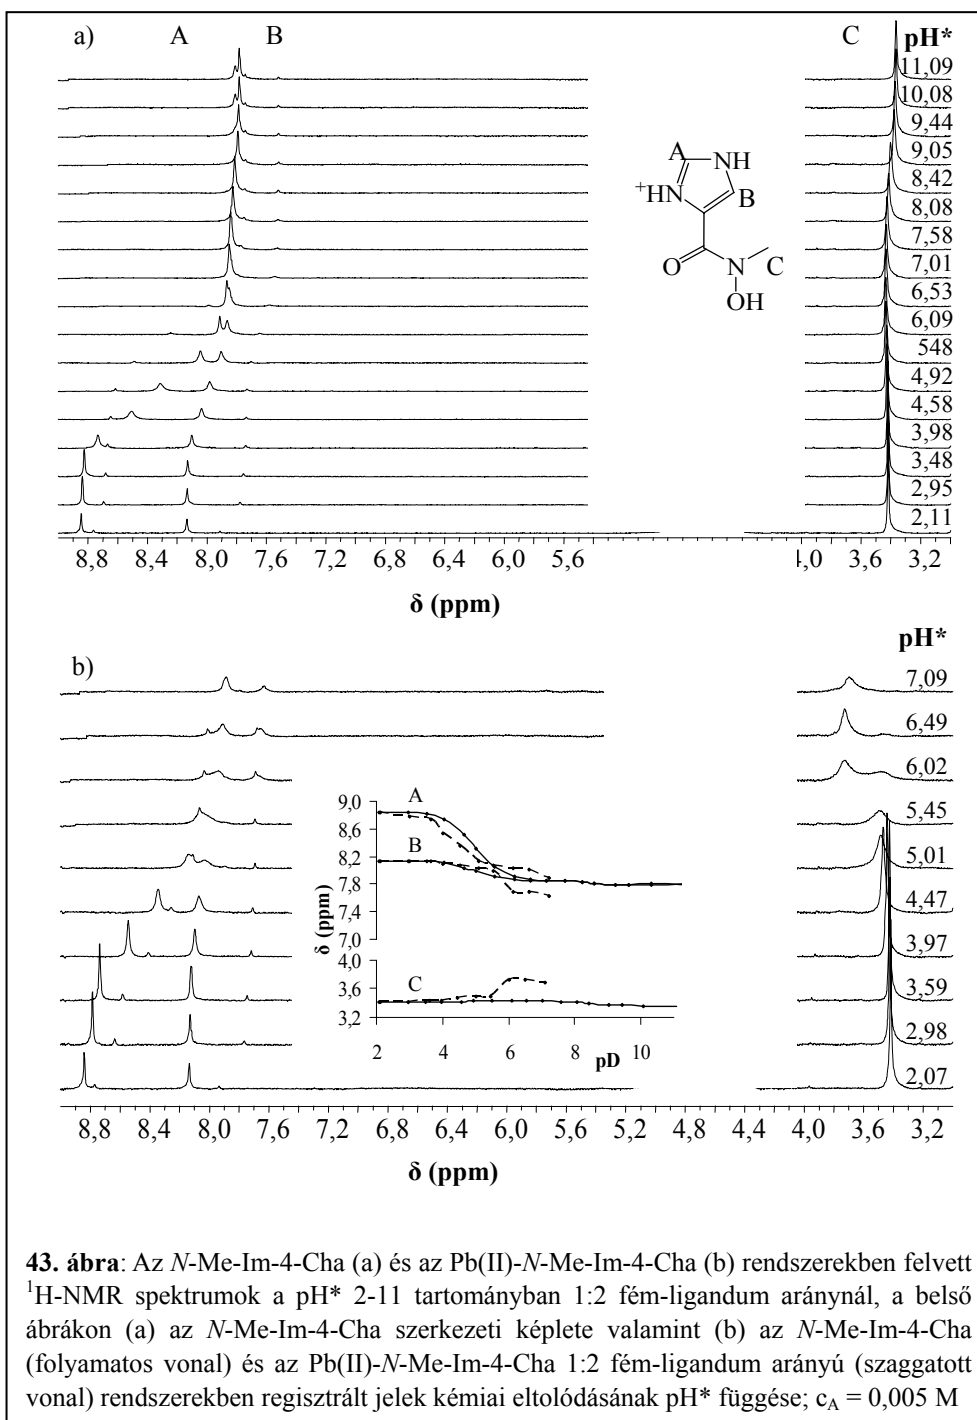 a) A B C pH*
11,09
10,08
9,44
9,05
8,42
8,08
7,58
7,01
6,53
6,09
548
4,92
4,58
3,98
3,48
2,95
2,11
A NH
+HN B
O N C
OH
8,8 8,4 8,0 7,6 7,2 6,8 6,4 6,0 5,6 4,0 3,6 3,2
δ (ppm)
b) pH*
7,09
6,49
6,02
5,45
5,01
4,47
3,97
3,59
2,98
2,07
δ (ppm)
9,0 A
8,6
8,2 B
7,8
7,4
7,0
4,0
3,6 C
3,2
2 4 6 8 10
pD
8,8 8,4 8,0 7,6 7,2 6,8 6,4 6,0 5,6 5,2 4,8 4,4 4,0 3,6 3,2
δ (ppm)
43. ábra: Az N-Me-Im-4-Cha (a) és az Pb(II)-N-Me-Im-4-Cha (b) rendszerekben felvett
¹H-NMR spektrumok a pH* 2-11 tartományban 1:2 fém-ligandum aránynál, a belső
ábrákon (a) az N-Me-Im-4-Cha szerkezeti képlete valamint (b) az N-Me-Im-4-Cha
(folyamatos vonal) és az Pb(II)-N-Me-Im-4-Cha 1:2 fém-ligandum arányú (szaggatott
vonal) rendszerekben regisztrált jelek kémiai eltolódásának pH* függése; c_A = 0,005 M